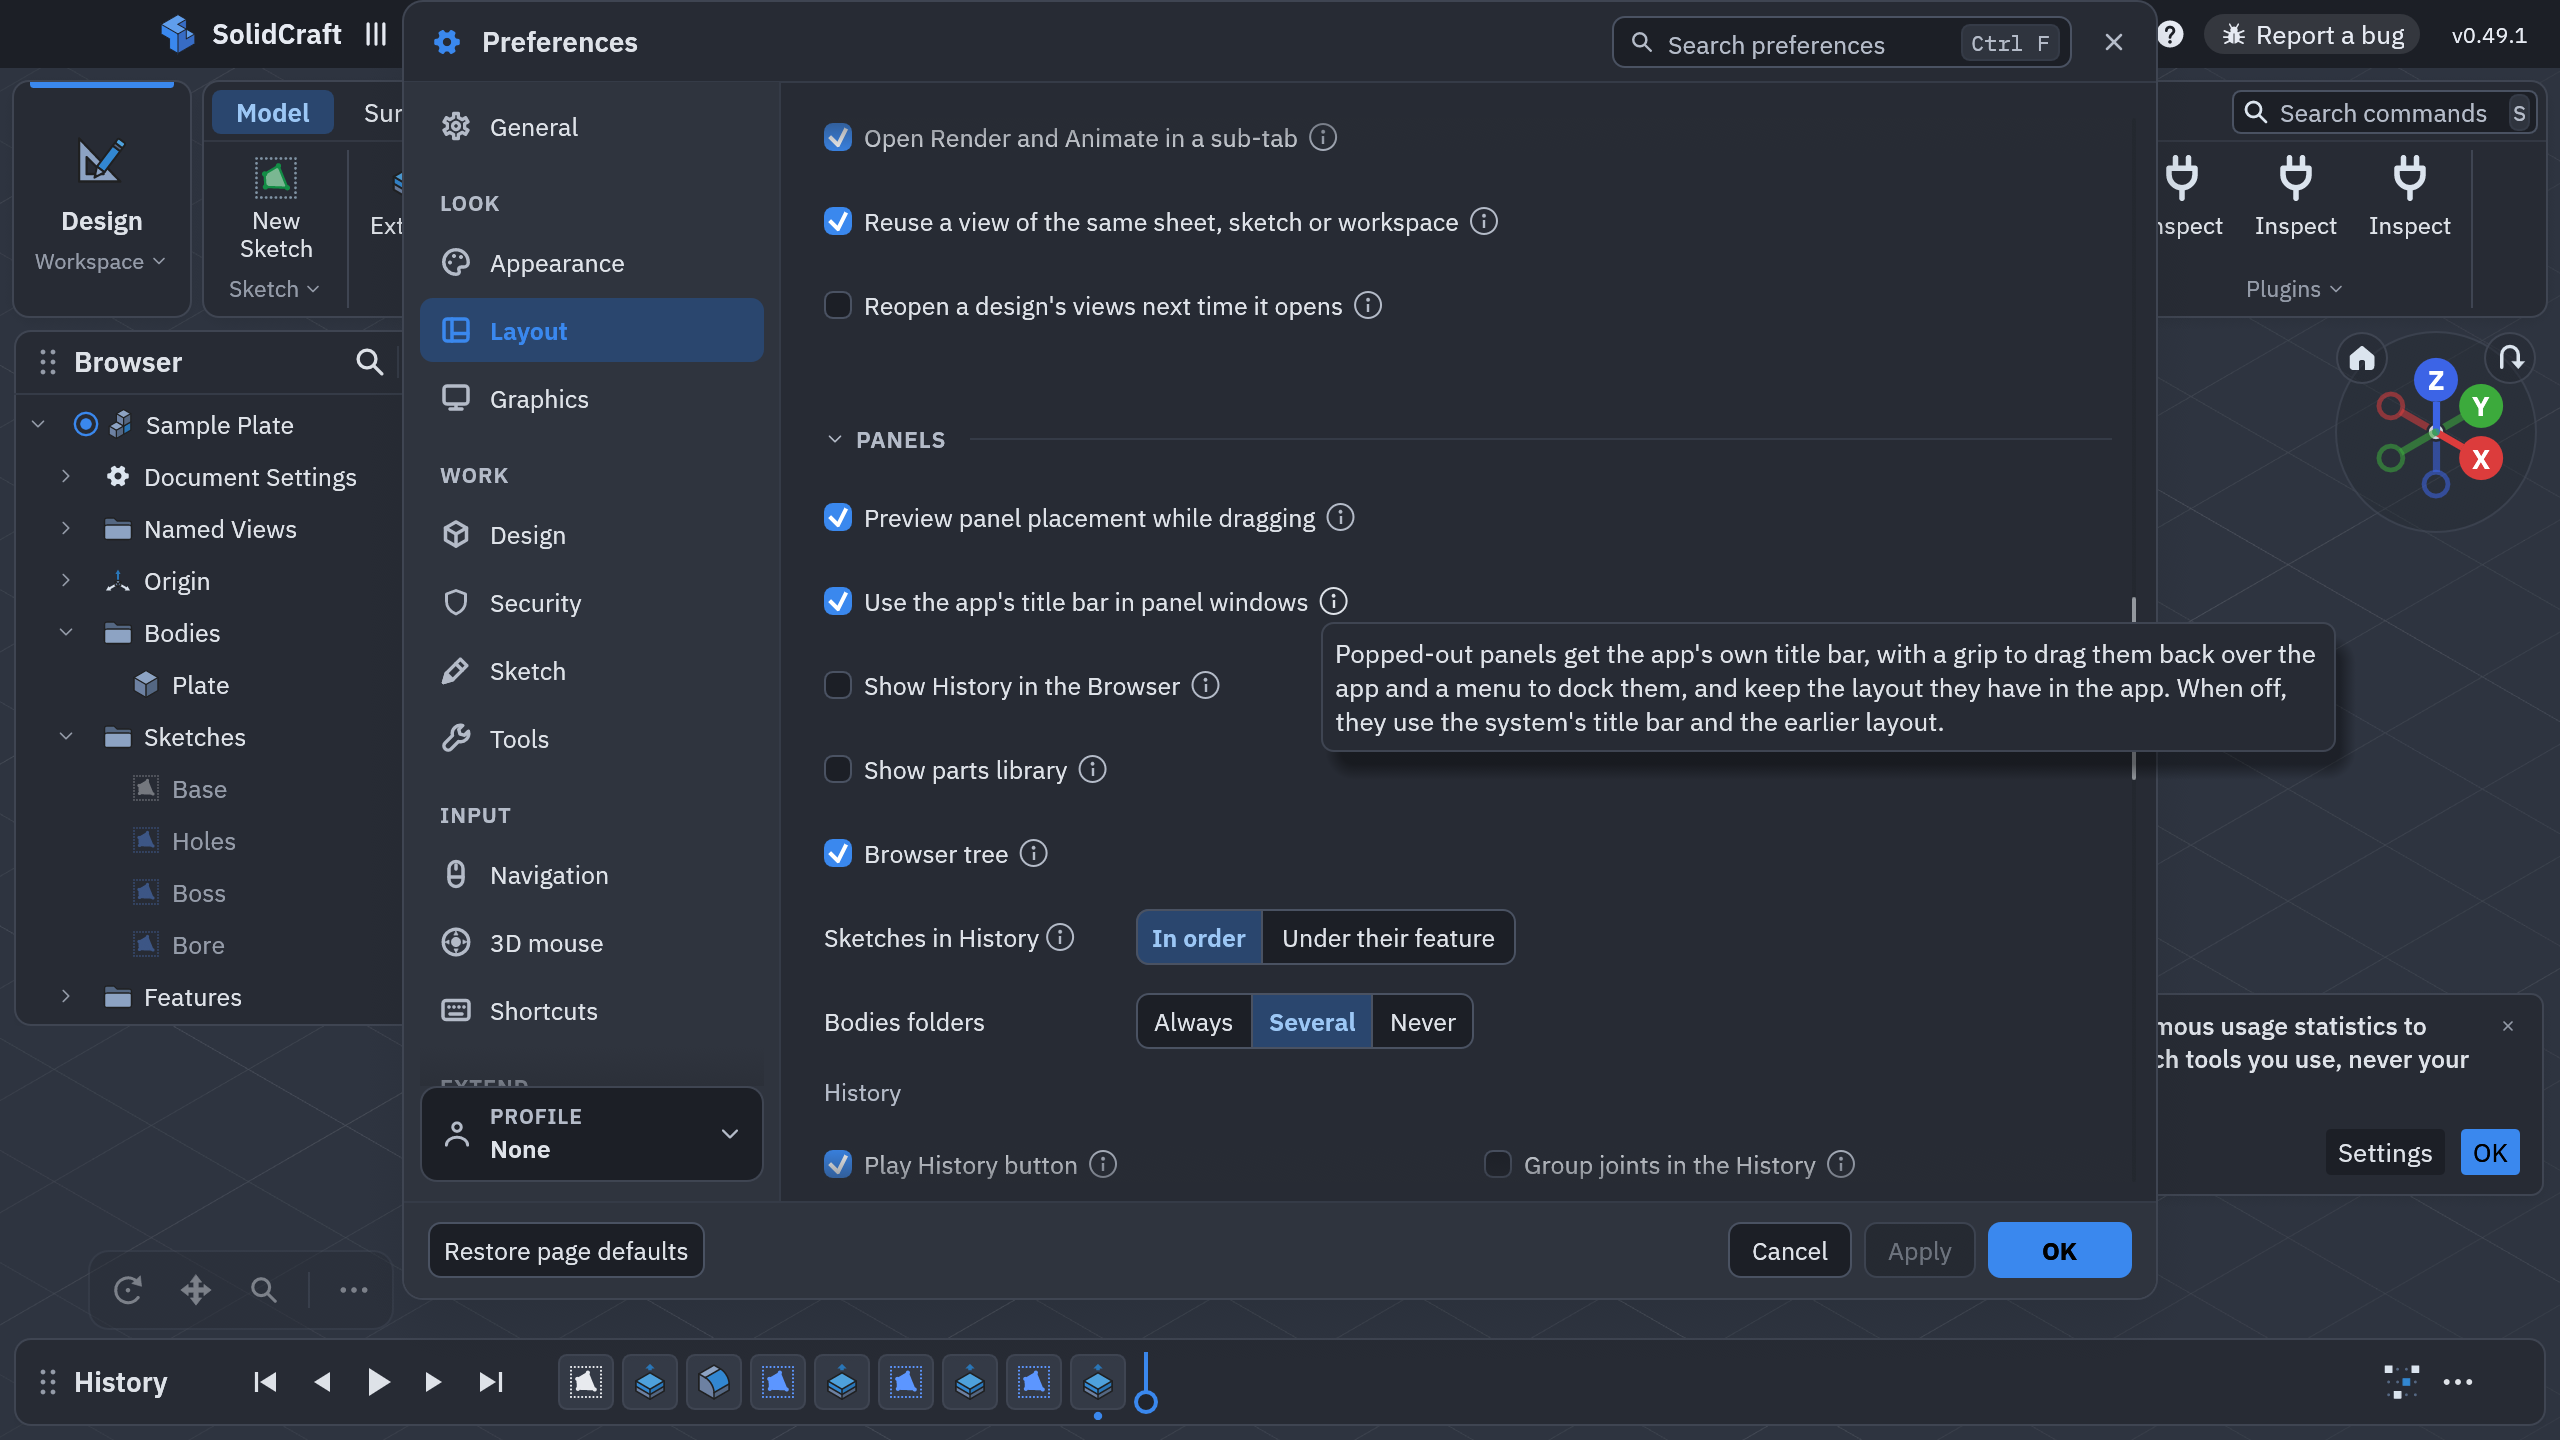 SolidCraft
Preferences
Search preferences
Ctrl F
Report a bug
v0.49.1
Model
Search commands
S
Design
Workspace
New
Sketch
Sketch
Inspect
Inspect
Plugins
Browser
Sample Plate
Document Settings
Named Views
Origin
Bodies
Plate
Sketches
Base
Holes
Boss
Bore
Features
General
LOOK
Appearance
Layout
Graphics
WORK
Design
Security
Sketch
Tools
INPUT
Navigation
3D mouse
Shortcuts
EXTEND
PROFILE
None
Open Render and Animate in a sub-tab
Reuse a view of the same sheet, sketch or workspace
Reopen a design's views next time it opens
PANELS
Preview panel placement while dragging
Use the app's title bar in panel windows
Popped-out panels get the app's own title bar, with a grip to drag them back over the
app and a menu to dock them, and keep the layout they have in the app. When off,
they use the system's title bar and the earlier layout.
Show History in the Browser
Show parts library
Browser tree
Sketches in History
In order
Under their feature
Bodies folders
Always
Several
Never
History
Play History button
Group joints in the History
Restore page defaults
Cancel
Apply
OK
Z
Y
X
usage statistics to
tools you use, never your
Settings
OK
History